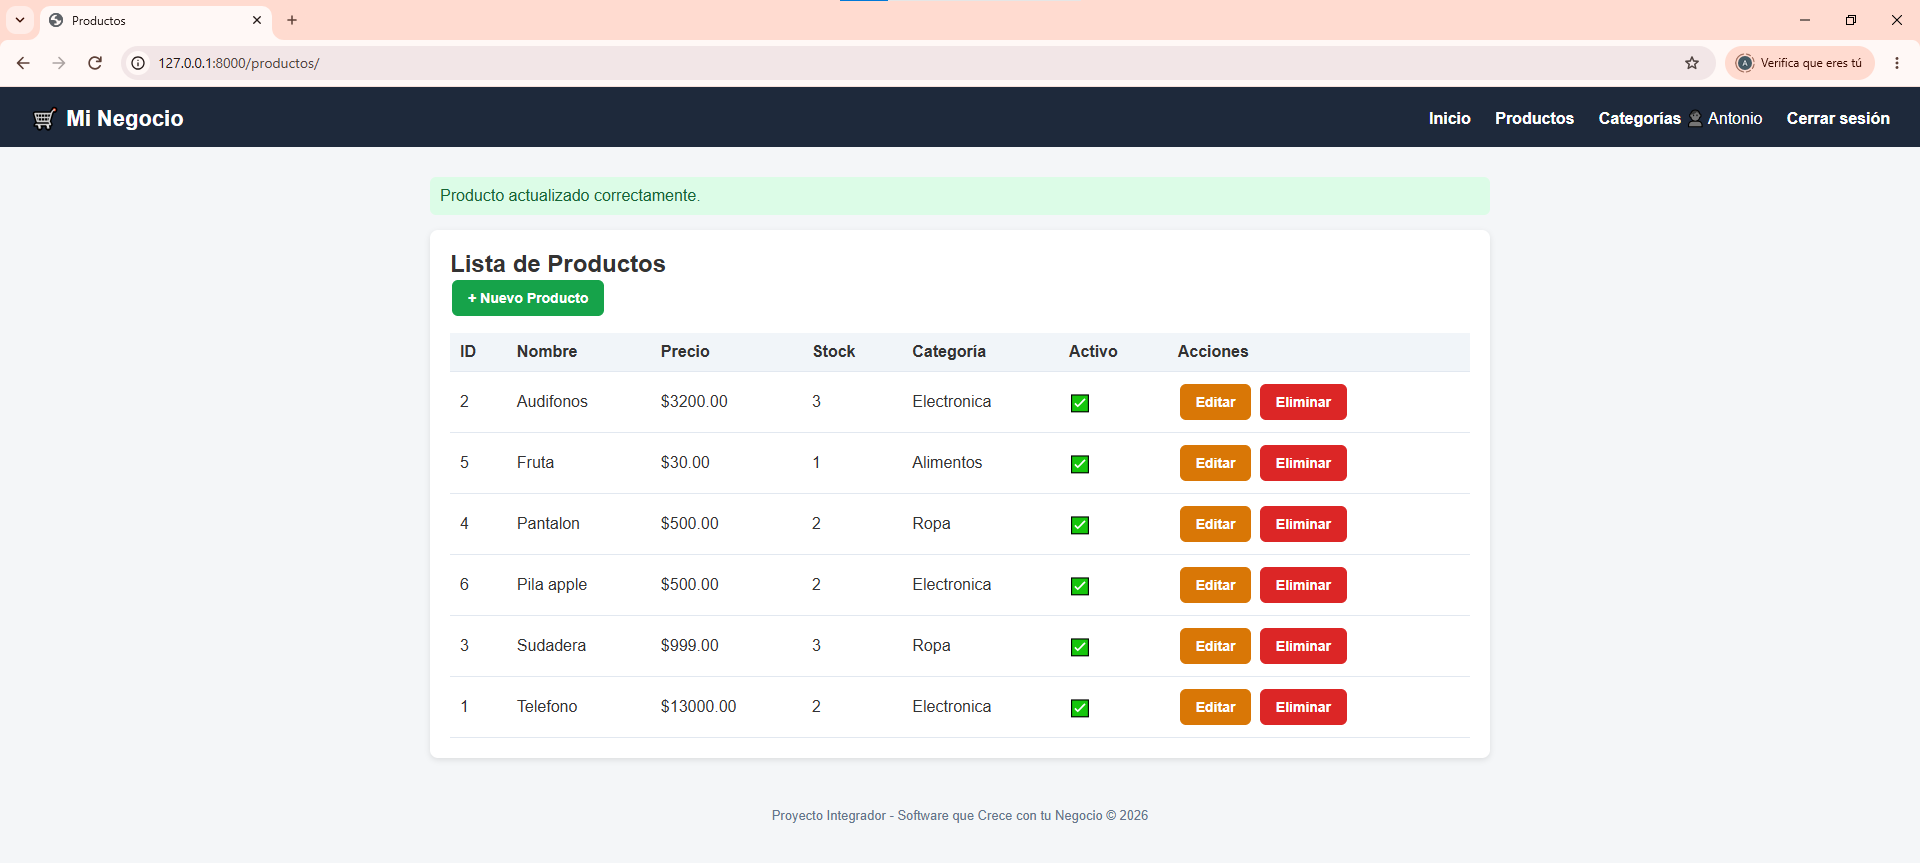 Productos
127.0.0.1:8000/productos/
Verifica que eres tú
Mi Negocio
Inicio Productos Categorías Antonio Cerrar sesión
Producto actualizado correctamente.
Lista de Productos
+ Nuevo Producto
ID Nombre Precio Stock Categoría Activo Acciones
2 Audifonos $3200.00 3 Electronica Editar Eliminar
5 Fruta $30.00 1 Alimentos Editar Eliminar
4 Pantalon $500.00 2 Ropa Editar Eliminar
6 Pila apple $500.00 2 Electronica Editar Eliminar
3 Sudadera $999.00 3 Ropa Editar Eliminar
1 Telefono $13000.00 2 Electronica Editar Eliminar
Proyecto Integrador - Software que Crece con tu Negocio © 2026